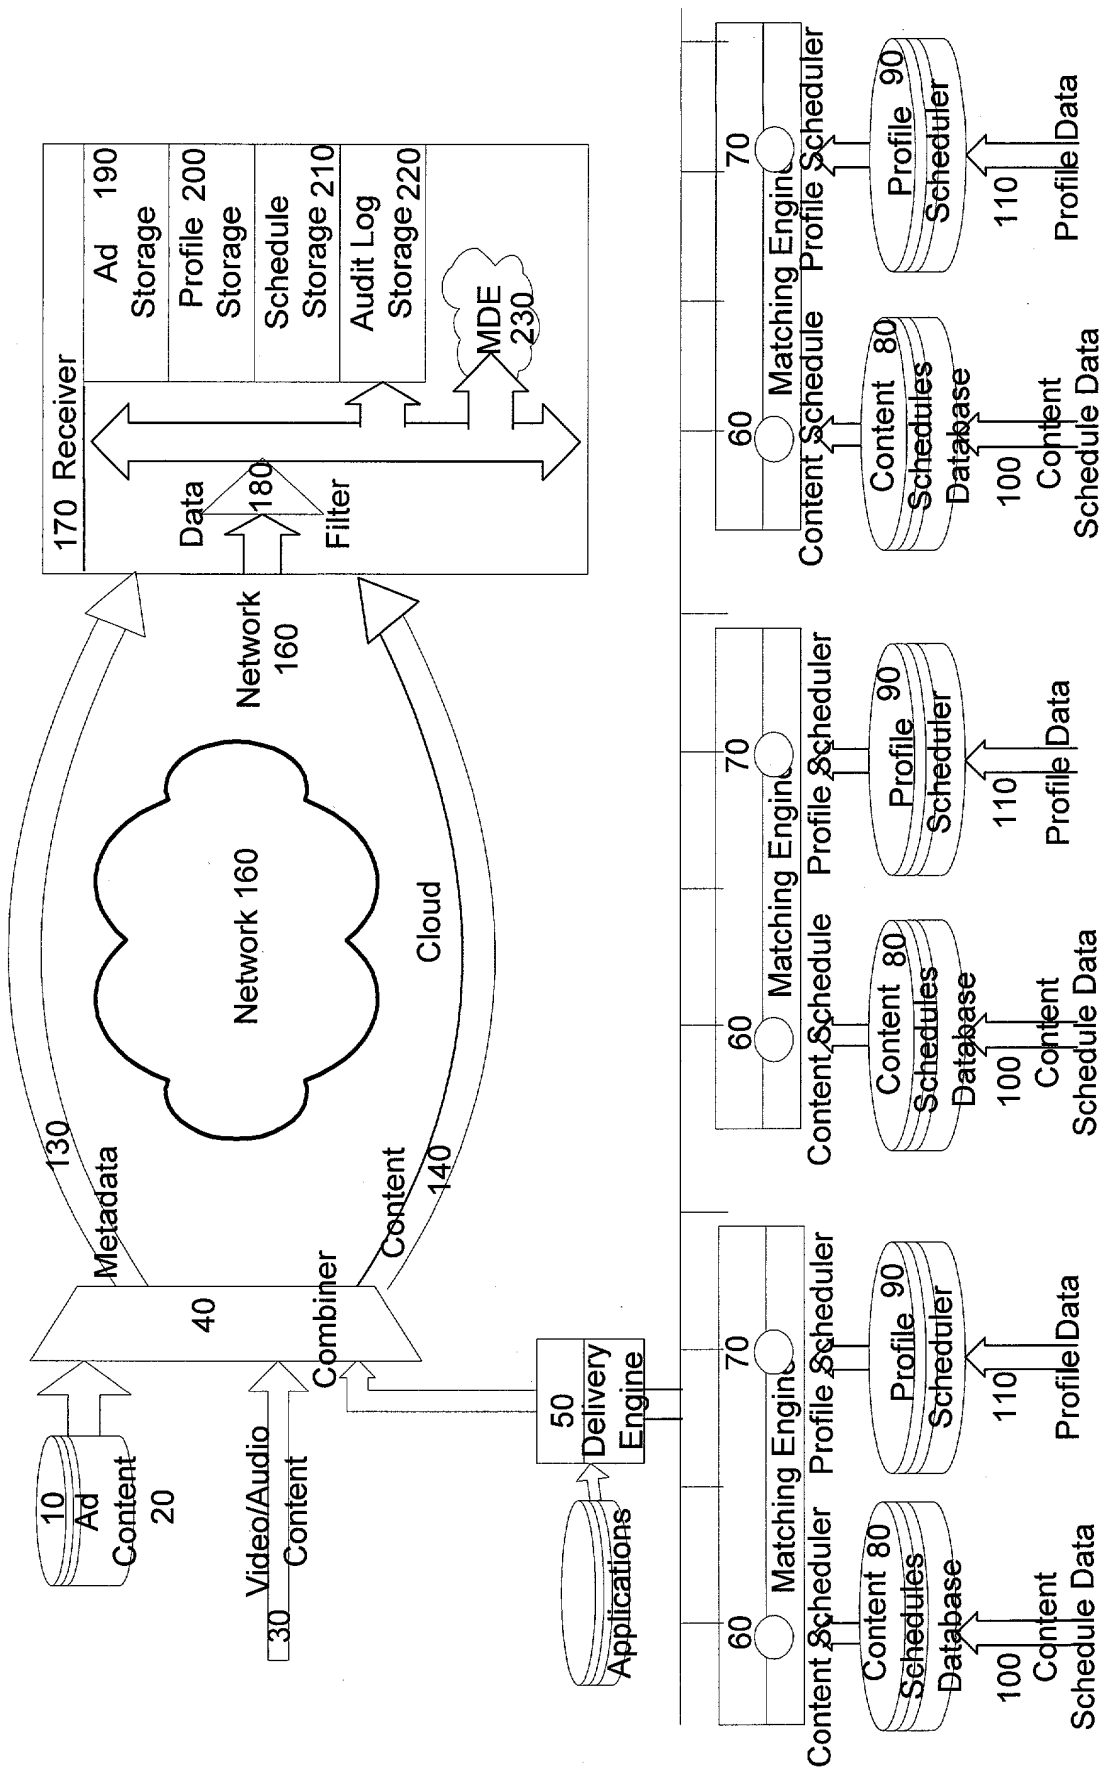 10
Ad
Content
20
Video/Audio
Content
30
40
Combiner
Metadata
130
Content
140
Cloud
Network 160
Network
160
170 Receiver
Data
180
Filter
Ad 190
Storage
Profile 200
Storage
Schedule
Storage 210
Audit Log
Storage 220
MDE
230
Applications
50
Delivery
Engine
60
70
Matching Engine
Content Scheduler
Profile Scheduler
Content 80
Schedules
Database
90
Profile
Scheduler
100
Content
Schedule Data
110
Profile Data
60
70
Matching Engine
Content Schedule
Profile Scheduler
Content 80
Schedules
Database
90
Profile
Scheduler
100
Content
Schedule Data
110
Profile Data
60
70
Matching Engine
Content Schedule
Profile Scheduler
Content 80
Schedules
Database
90
Profile
Scheduler
100
Content
Schedule Data
110
Profile Data